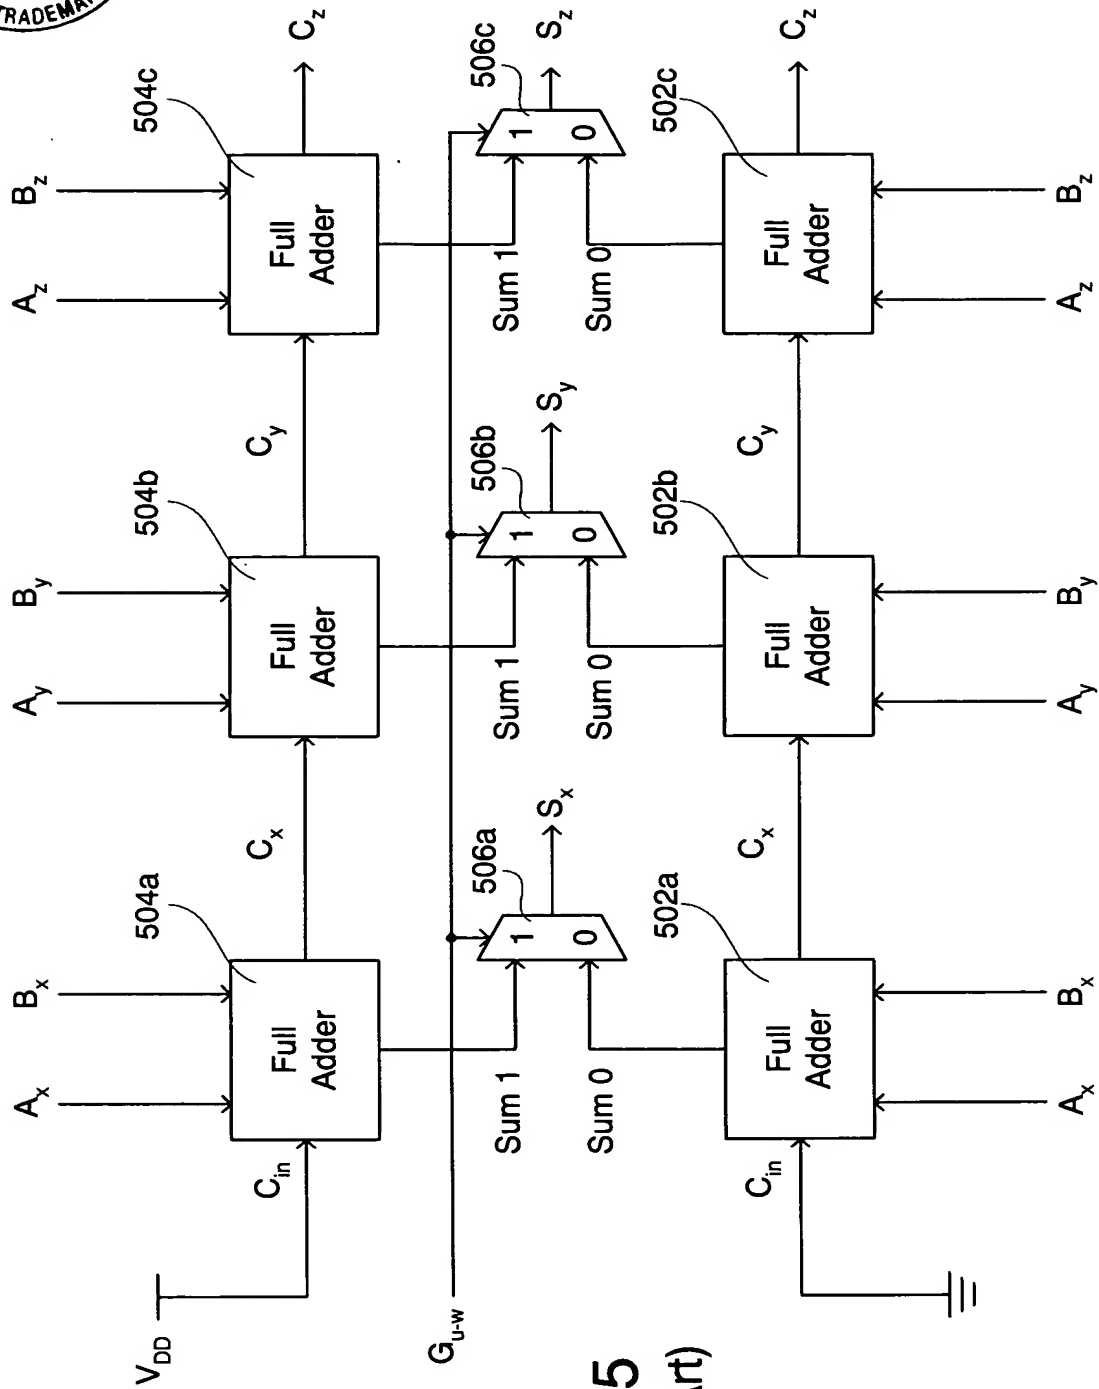 TRADEMA
A_z
B_z
504c
Full
Adder
C_z
C_y
A_y
B_y
504b
Full
Adder
C_x
A_x
B_x
504a
Full
Adder
C_in
V_DD
G_u-w
Sum 1
Sum 0
506a
1
0
S_x
Sum 1
Sum 0
506b
1
0
S_y
Sum 1
Sum 0
506c
1
0
S_z
C_in
502a
Full
Adder
A_x
B_x
C_x
502b
Full
Adder
A_y
B_y
C_y
502c
Full
Adder
A_z
B_z
C_z
5
Art)